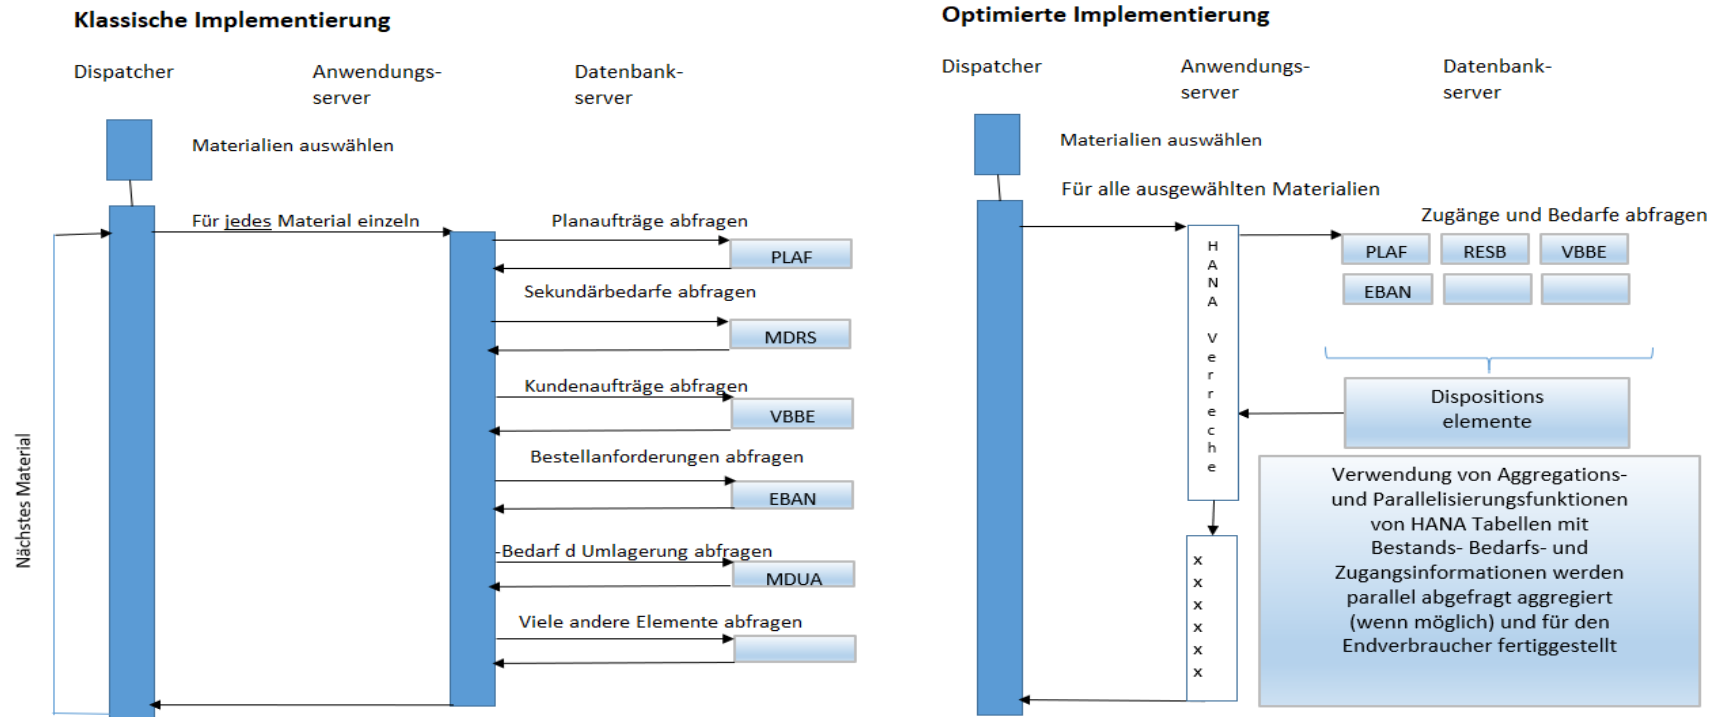 Klassische Implementierung
Dispatcher
Anwendungs-
server
Datenbank-
server
Materialien auswählen
Für jedes Material einzeln
Planaufträge abfragen
PLAF
Sekundärbedarfe abfragen
MDRS
Kundenaufträge abfragen
VBBE
Bestellanforderungen abfragen
EBAN
-Bedarf d Umlagerung abfragen
MDUA
Viele andere Elemente abfragen
Nächstes Material
Optimierte Implementierung
Dispatcher
Anwendungs-
server
Datenbank-
server
Materialien auswählen
Für alle ausgewählten Materialien
Zugänge und Bedarfe abfragen
HANA Verreche
PLAF
RESB
VBBE
EBAN
Dispositions
elemente
x
x
x
x
x
x
Verwendung von Aggregations-
und Parallelisierungsfunktionen
von HANA Tabellen mit
Bestands- Bedarfs- und
Zugangsinformationen werden
parallel abgefragt aggregiert
(wenn möglich) und für den
Endverbraucher fertiggestellt